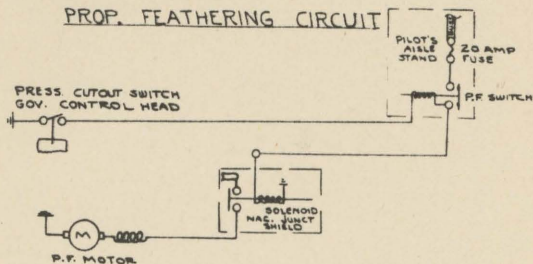 PROP. FEATHERING CIRCUIT
PILOT'S
AISLE
STAND
20 AMP
FUSE
P.F. SWITCH
PRESS. CUTOUT SWITCH
GOV. CONTROL HEAD
SOLENOID
NAC. JUNCT
SHIELD
M
P.F. MOTOR